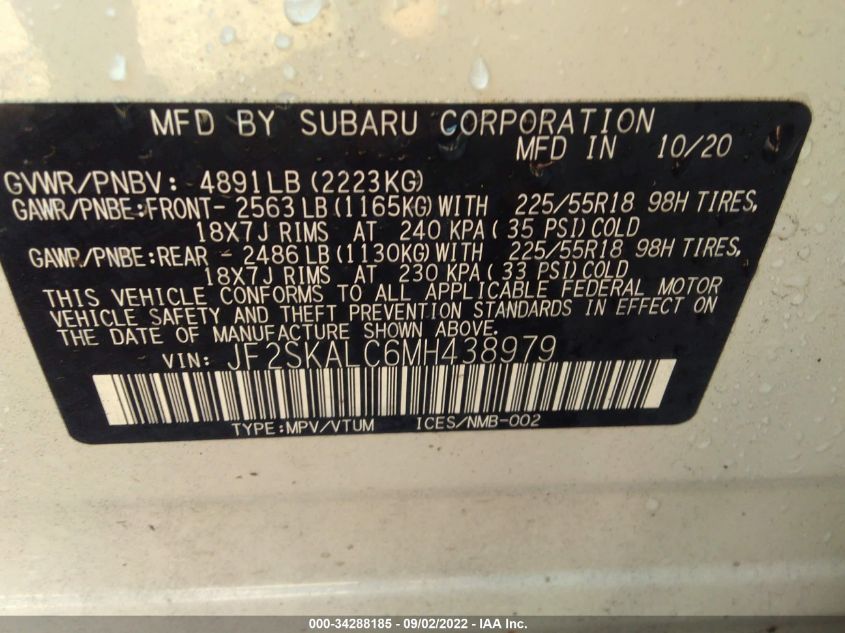 MFD BY SUBARU CORPORATION
MFD IN 10/20
GVWR/PNBV: 4891LB (2223KG)
GAWR/PNBE:FRONT- 2563 LB (1165KG) WITH 225/55R18 98H TIRES,
18X7J RIMS AT 240 KPA ( 35 PSI) COLD
GAWR/PNBE:REAR - 2486 LB (1130KG) WITH 225/55R18 98H TIRES,
18X7J RIMS AT 230 KPA ( 33 PSI) COLD
THIS VEHICLE CONFORMS TO ALL APPLICABLE FEDERAL MOTOR
VEHICLE SAFETY AND THEFT PREVENTION STANDARDS IN EFFECT ON
THE DATE OF MANUFACTURE SHOWN ABOVE.
VIN: JF2SKALC6MH438979
TYPE:MPV/VTUM ICES/NMB-002
000-34288185 - 09/02/2022 - IAA Inc.